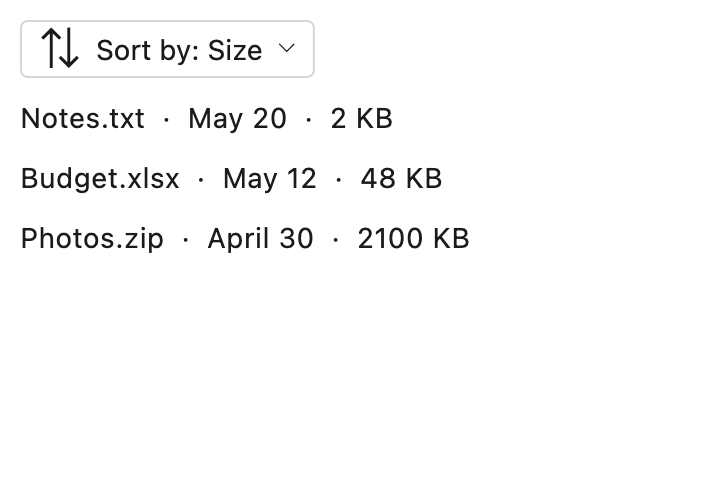 Sort by: Size
Notes.txt · May 20 · 2 KB
Budget.xlsx · May 12 · 48 KB
Photos.zip · April 30 · 2100 KB